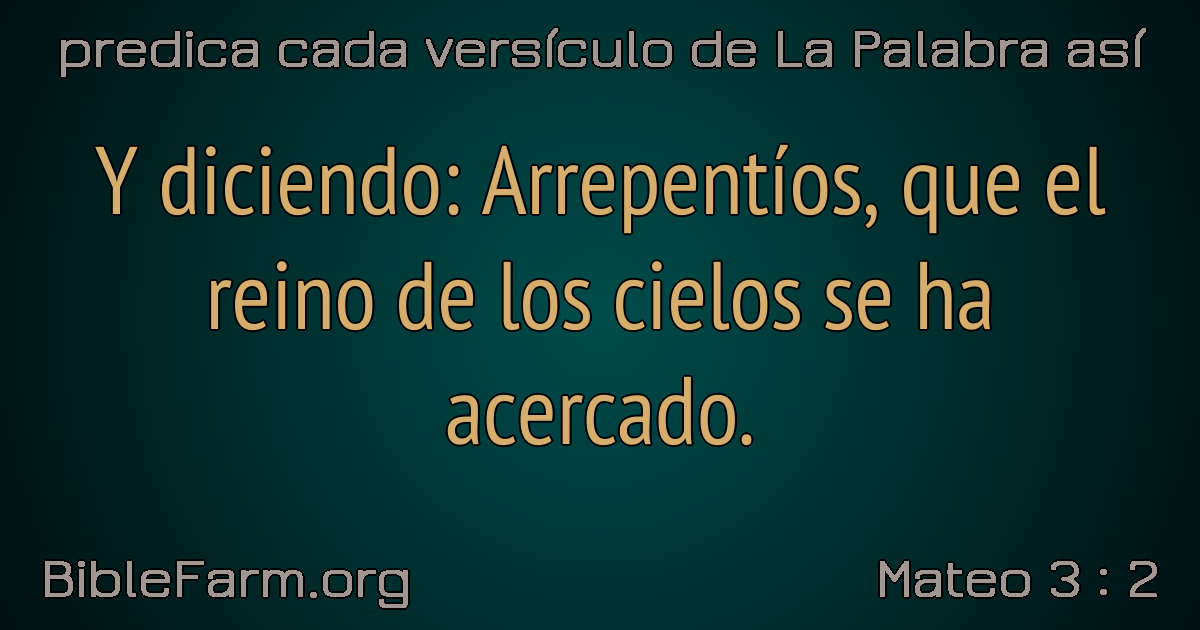 predica cada versículo de La Palabra así
Y diciendo: Arrepentíos, que el
reino de los cielos se ha
acercado.
BibleFarm.org
Mateo 3 : 2